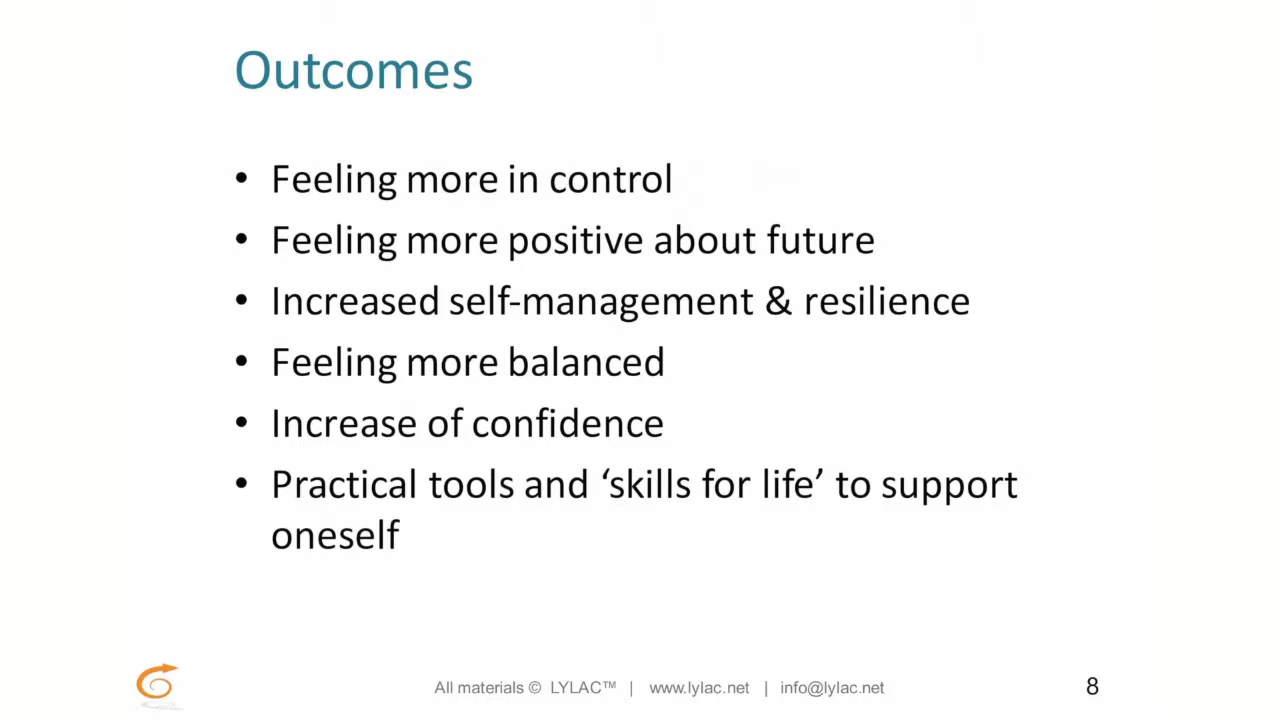 Outcomes
• Feeling more in control
• Feeling more positive about future
• Increased self-management & resilience
• Feeling more balanced
• Increase of confidence
• Practical tools and ‘skills for life’ to support
oneself
All materials © LYLAC™ | www.lylac.net | info@lylac.net
8